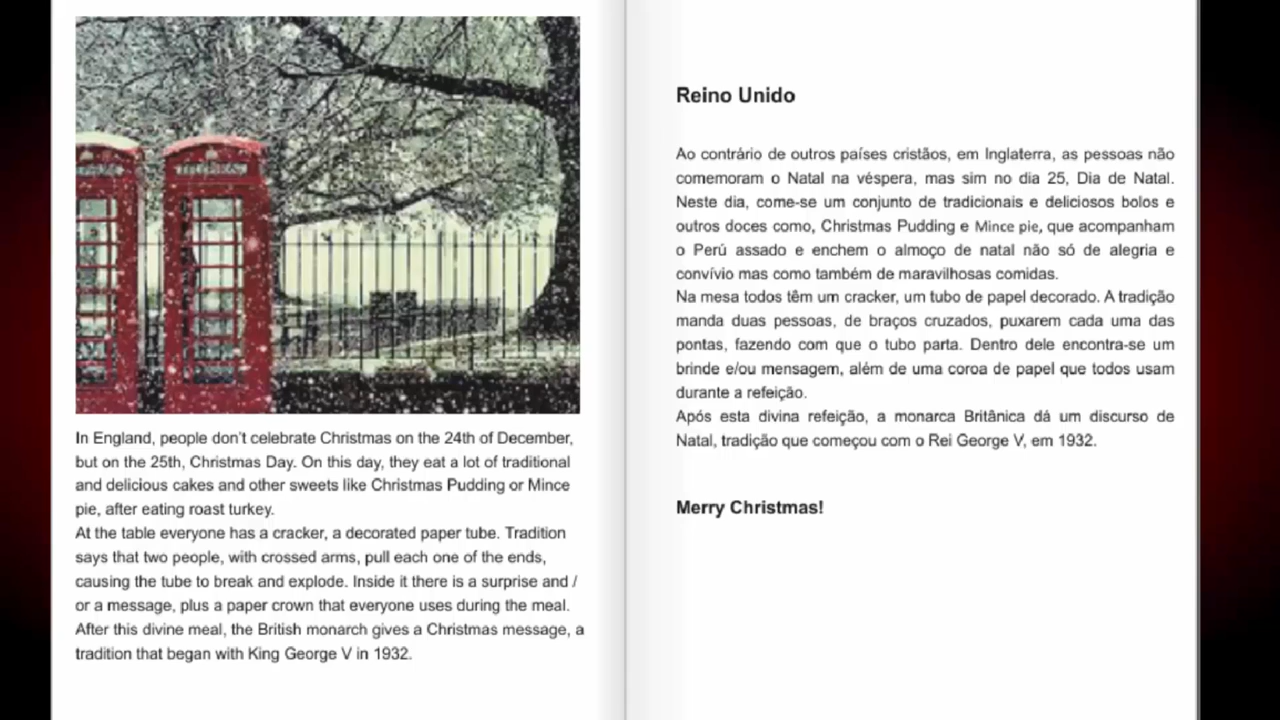 TELEPHONE
In England, people don't celebrate Christmas on the 24th of December,
but on the 25th, Christmas Day. On this day, they eat a lot of traditional
and delicious cakes and other sweets like Christmas Pudding or Mince
pie, after eating roast turkey.
At the table everyone has a cracker, a decorated paper tube. Tradition
says that two people, with crossed arms, pull each one of the ends,
causing the tube to break and explode. Inside it there is a surprise and /
or a message, plus a paper crown that everyone uses during the meal.
After this divine meal, the British monarch gives a Christmas message, a
tradition that began with King George V in 1932.
Reino Unido
Ao contrário de outros países cristãos, em Inglaterra, as pessoas não
comemoram o Natal na véspera, mas sim no dia 25, Dia de Natal.
Neste dia, come-se um conjunto de tradicionais e deliciosos bolos e
outros doces como, Christmas Pudding e Mince pie, que acompanham
o Perú assado e enchem o almoço de natal não só de alegria e
convívio mas como também de maravilhosas comidas.
Na mesa todos têm um cracker, um tubo de papel decorado. A tradição
manda duas pessoas, de braços cruzados, puxarem cada uma das
pontas, fazendo com que o tubo parta. Dentro dele encontra-se um
brinde e/ou mensagem, além de uma coroa de papel que todos usam
durante a refeição.
Após esta divina refeição, a monarca Britânica dá um discurso de
Natal, tradição que começou com o Rei George V, em 1932.
Merry Christmas!